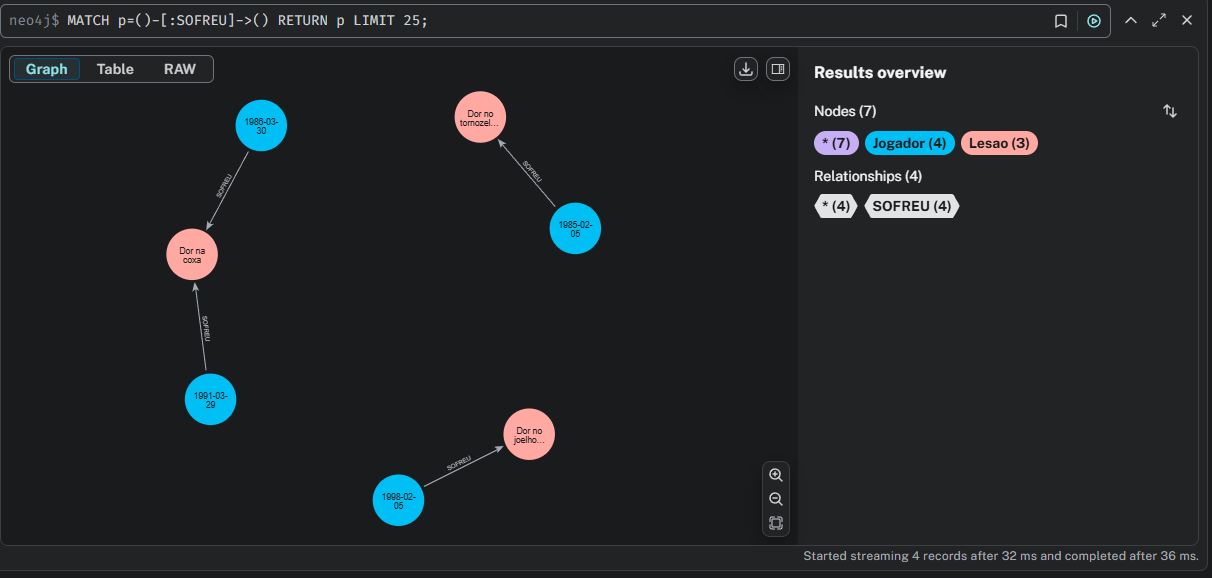 neo4j$ MATCH p=()-[:SOFREU]->() RETURN p LIMIT 25;
Graph Table RAW
Results overview
Nodes (7)
* (7) Jogador (4) Lesao (3)
Relationships (4)
* (4) SOFREU (4)
1986-03-
30
SOFREU
Dor na
coxa
SOFREU
1991-03-
29
Dor no
tornozel...
SOFREU
1985-02-
05
Dor no
joelho...
SOFREU
1998-02-
05
Started streaming 4 records after 32 ms and completed after 36 ms.